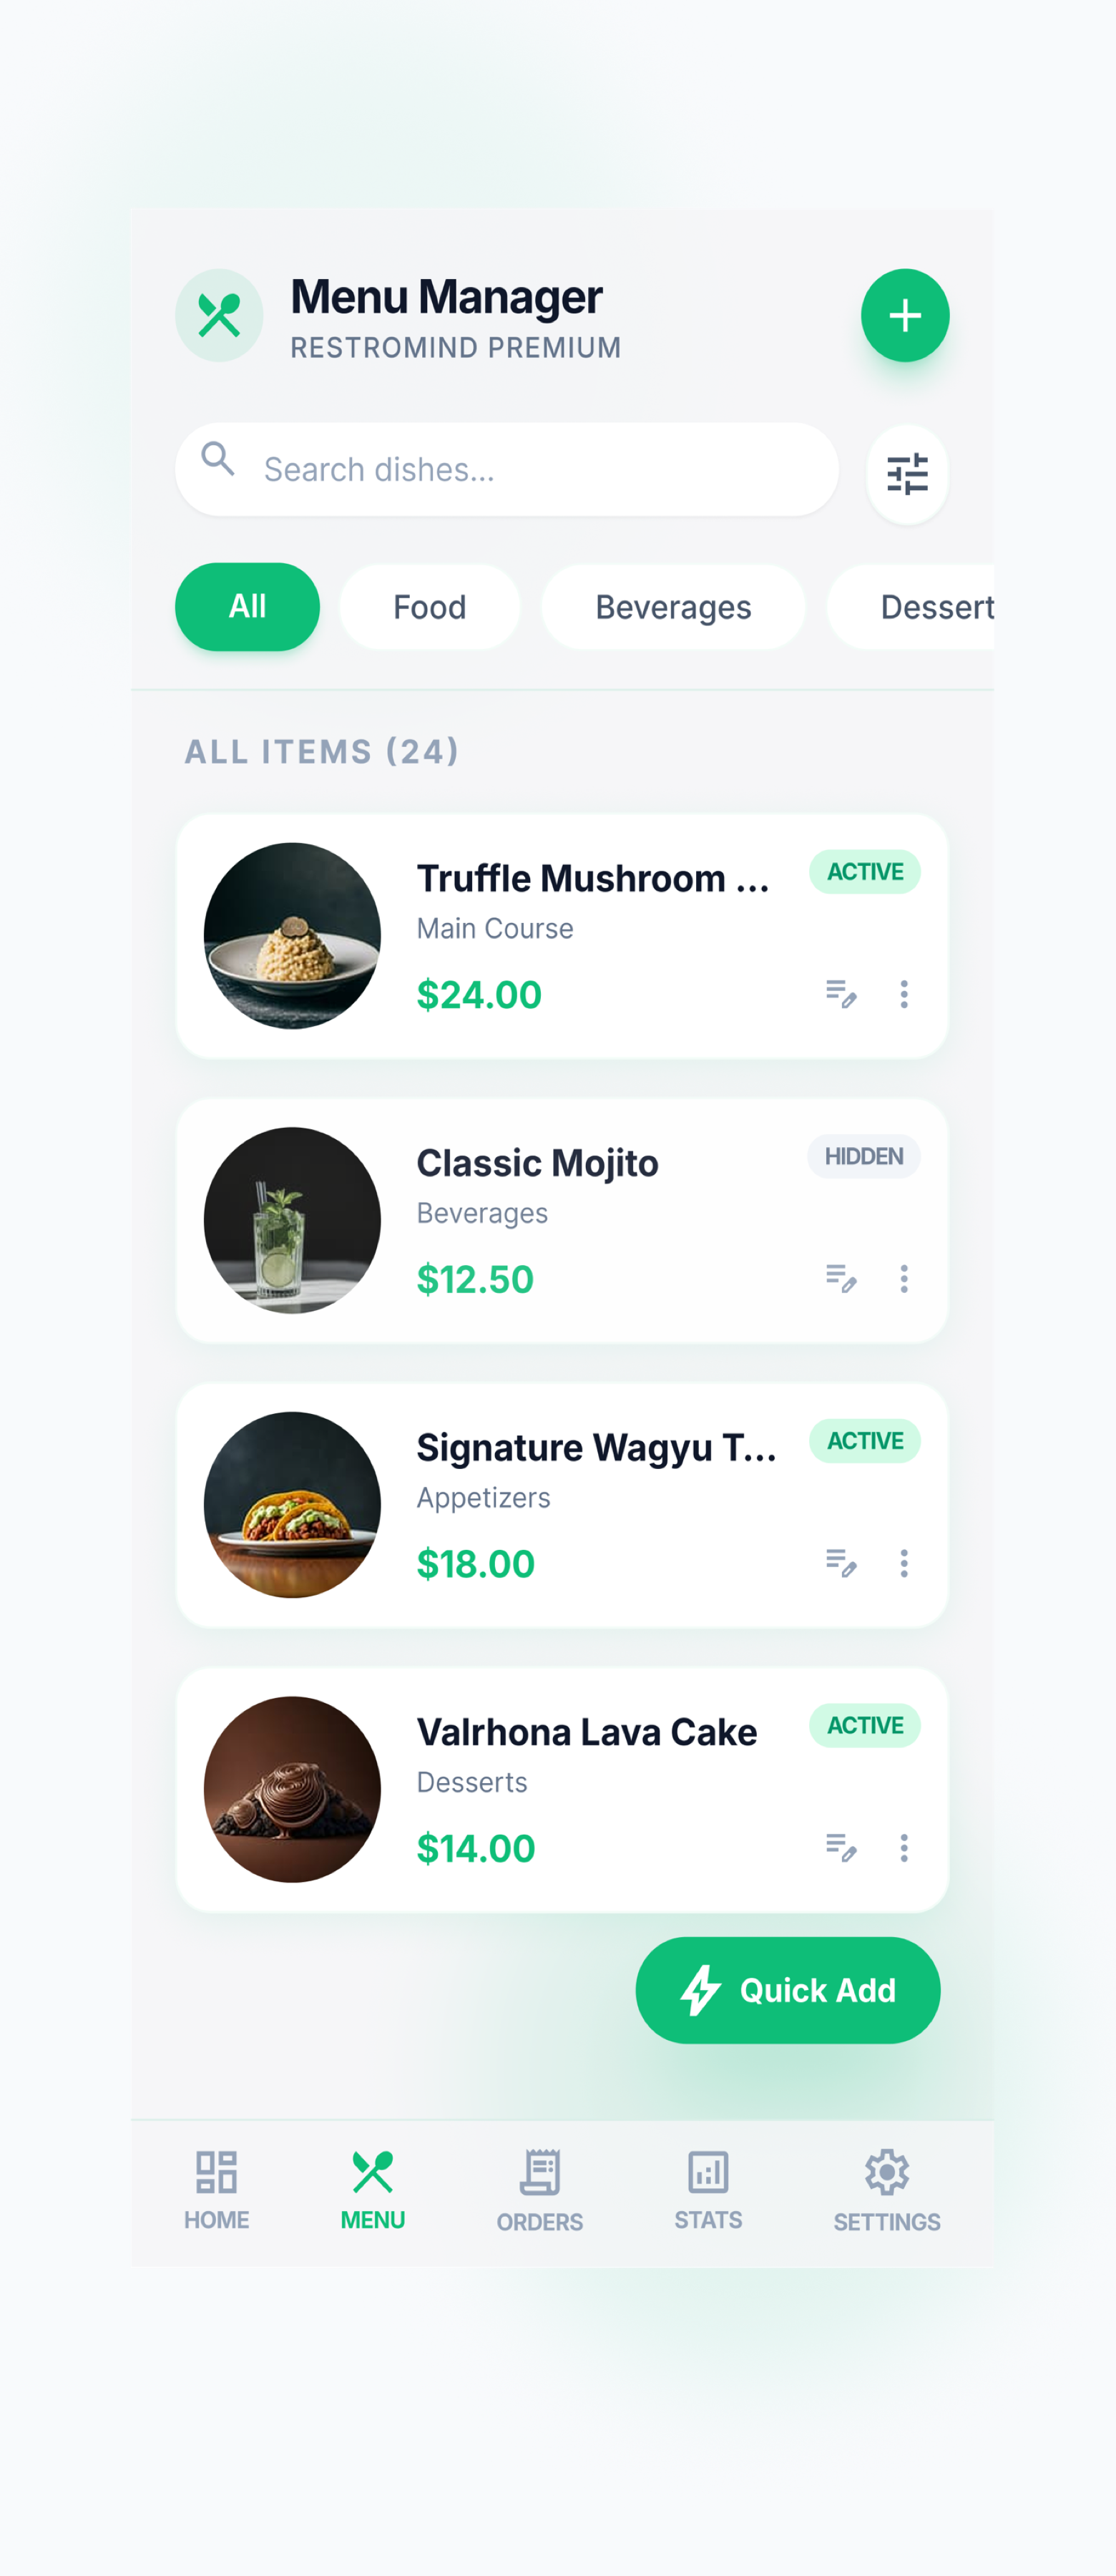 Menu Manager
RESTROMIND PREMIUM
Search dishes...
All
Food
Beverages
Dessert
ALL ITEMS (24)
Truffle Mushroom ...
ACTIVE
Main Course
$24.00
Classic Mojito
HIDDEN
Beverages
$12.50
Signature Wagyu T...
ACTIVE
Appetizers
$18.00
Valrhona Lava Cake
ACTIVE
Desserts
$14.00
Quick Add
HOME
MENU
ORDERS
STATS
SETTINGS